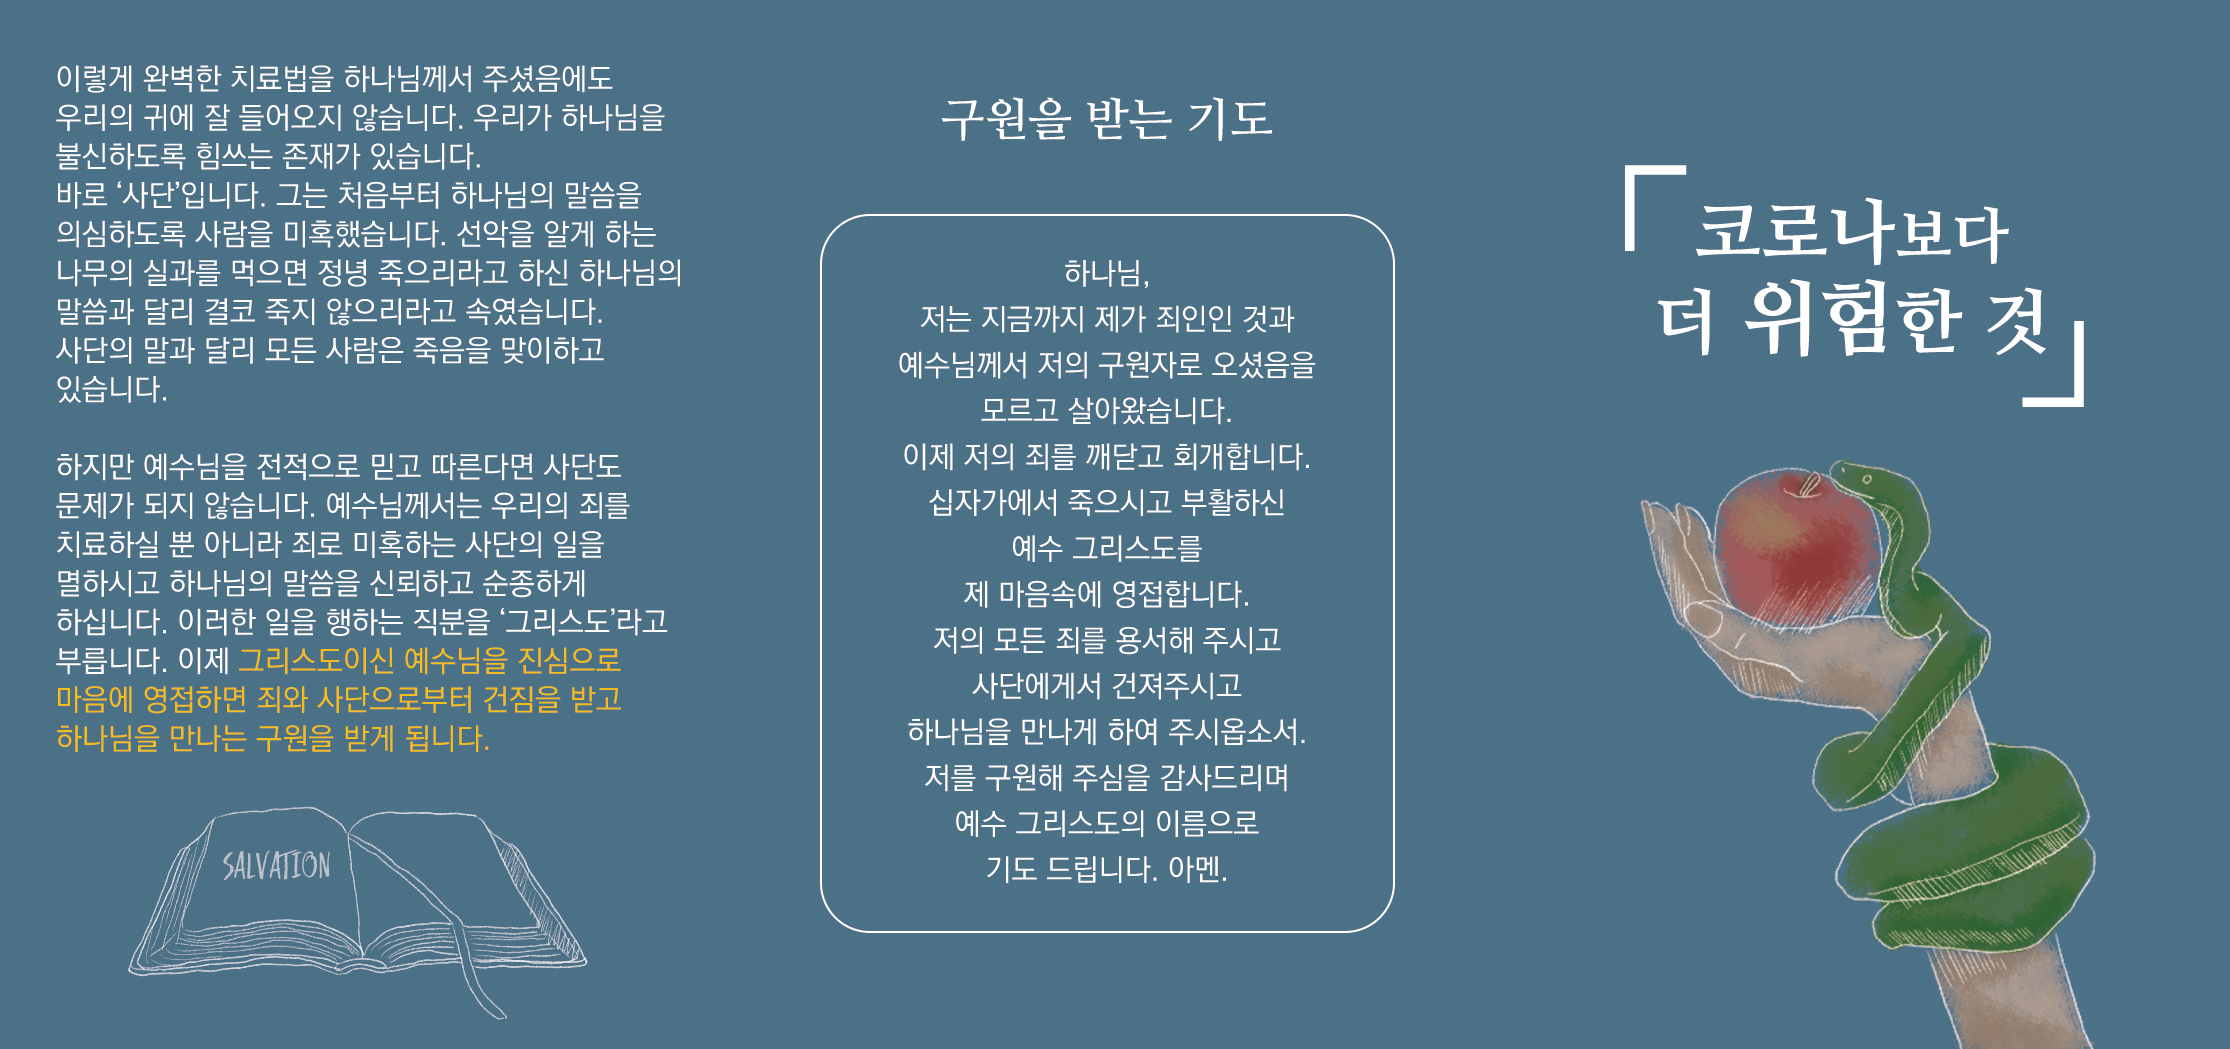 이렇게 완벽한 치료법을 하나님께서 주셨음에도
우리의 귀에 잘 들어오지 않습니다. 우리가 하나님을
불신하도록 힘쓰는 존재가 있습니다.
바로 ‘사단’입니다. 그는 처음부터 하나님의 말씀을
의심하도록 사람을 미혹했습니다. 선악을 알게 하는
나무의 실과를 먹으면 정녕 죽으리라고 하신 하나님의
말씀과 달리 결코 죽지 않으리라고 속였습니다.
사단의 말과 달리 모든 사람은 죽음을 맞이하고
있습니다.
하지만 예수님을 전적으로 믿고 따른다면 사단도
문제가 되지 않습니다. 예수님께서는 우리의 죄를
치료하실 뿐 아니라 죄로 미혹하는 사단의 일을
멸하시고 하나님의 말씀을 신뢰하고 순종하게
하십니다. 이러한 일을 행하는 직분을 ‘그리스도’라고
부릅니다. 이제 그리스도이신 예수님을 진심으로
마음에 영접하면 죄와 사단으로부터 건짐을 받고
하나님을 만나는 구원을 받게 됩니다.
SALVATION
구원을 받는 기도
하나님,
저는 지금까지 제가 죄인인 것과
예수님께서 저의 구원자로 오셨음을
모르고 살아왔습니다.
이제 저의 죄를 깨닫고 회개합니다.
십자가에서 죽으시고 부활하신
예수 그리스도를
제 마음속에 영접합니다.
저의 모든 죄를 용서해 주시고
사단에게서 건져주시고
하나님을 만나게 하여 주시옵소서.
저를 구원해 주심을 감사드리며
예수 그리스도의 이름으로
기도 드립니다. 아멘.
「코로나보다
더 위험한 것」